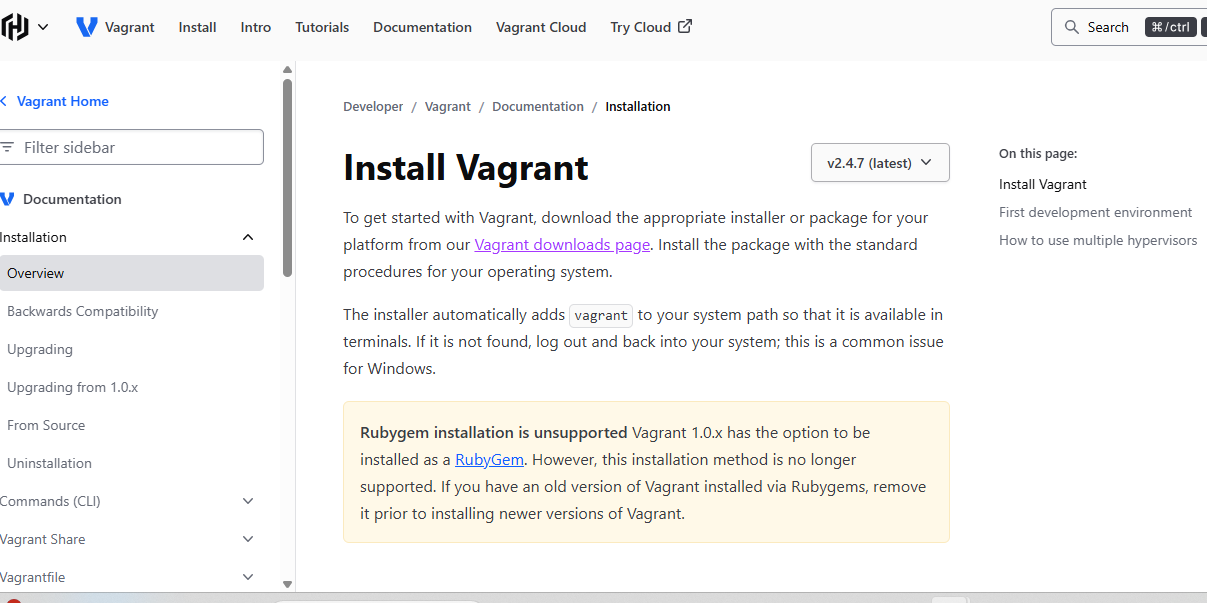 Vagrant Install Intro Tutorials Documentation Vagrant Cloud Try Cloud Search ⌘/ctrl
Vagrant Home
Filter sidebar
Documentation
Installation
Overview
Backwards Compatibility
Upgrading
Upgrading from 1.0.x
From Source
Uninstallation
Commands (CLI)
Vagrant Share
Vagrantfile
Developer / Vagrant / Documentation / Installation
Install Vagrant
v2.4.7 (latest)
To get started with Vagrant, download the appropriate installer or package for your
platform from our Vagrant downloads page. Install the package with the standard
procedures for your operating system.
The installer automatically adds vagrant to your system path so that it is available in
terminals. If it is not found, log out and back into your system; this is a common issue
for Windows.
Rubygem installation is unsupported Vagrant 1.0.x has the option to be
installed as a RubyGem. However, this installation method is no longer
supported. If you have an old version of Vagrant installed via Rubygems, remove
it prior to installing newer versions of Vagrant.
On this page:
Install Vagrant
First development environment
How to use multiple hypervisors